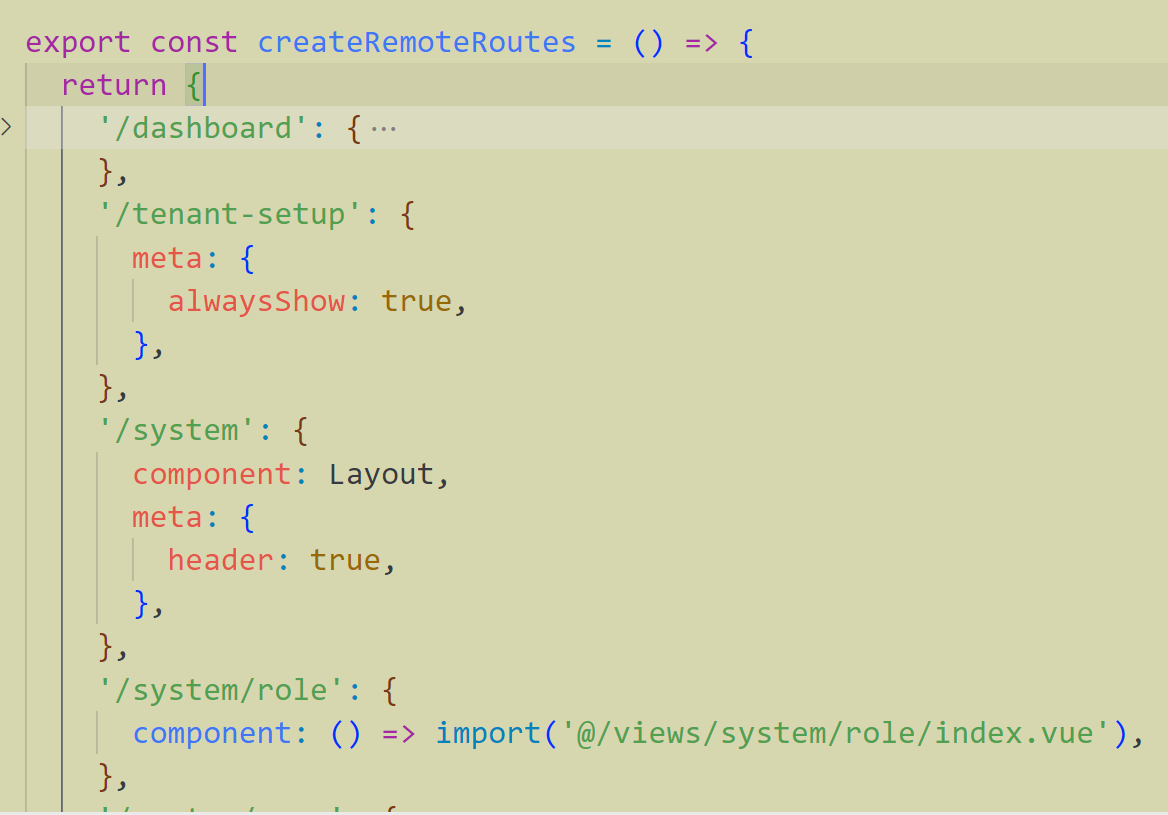 export const createRemoteRoutes = () => {
  return {
    '/dashboard': { ···
    },
    '/tenant-setup': {
      meta: {
        alwaysShow: true,
      },
    },
    '/system': {
      component: Layout,
      meta: {
        header: true,
      },
    },
    '/system/role': {
      component: () => import('@/views/system/role/index.vue'),
    },